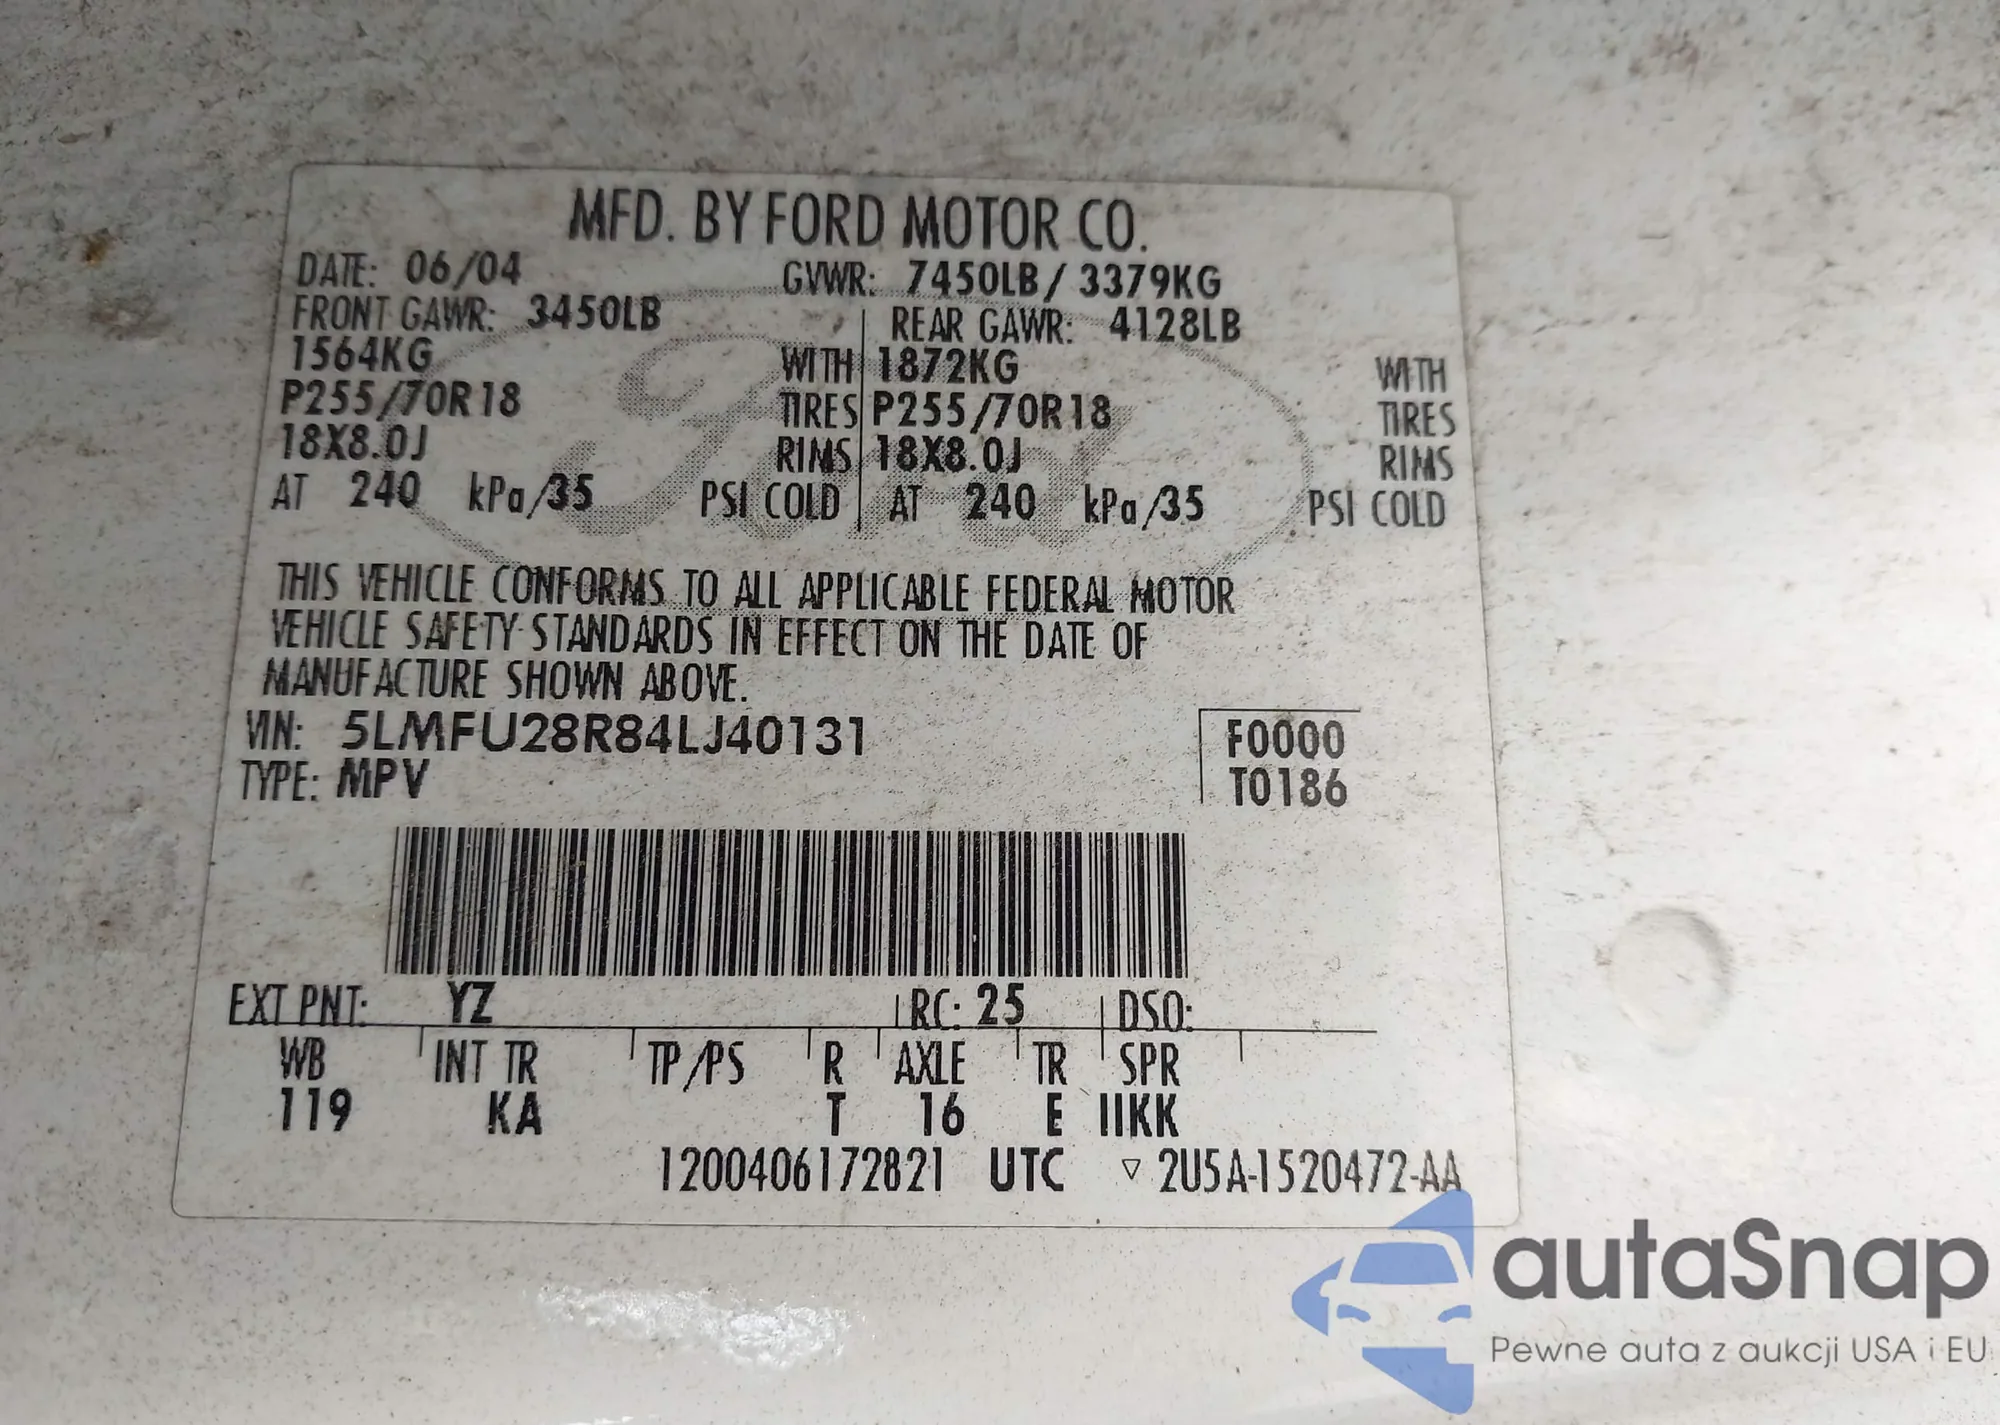 MFD. BY FORD MOTOR CO.
DATE: 06/04 GVWR: 7450LB / 3379KG
FRONT GAWR: 3450LB REAR GAWR: 4128LB
1564KG WITH 1872KG WITH
P255/70R18 TIRES P255/70R18 TIRES
18X8.0J RIMS 18X8.0J RIMS
AT 240 kPa/35 PSI COLD AT 240 kPa/35 PSI COLD
THIS VEHICLE CONFORMS TO ALL APPLICABLE FEDERAL MOTOR
VEHICLE SAFETY STANDARDS IN EFFECT ON THE DATE OF
MANUFACTURE SHOWN ABOVE.
VIN: 5LMFU28R84LJ40131 F0000
TYPE: MPV T0186
EXT PNT: YZ RC: 25 DSO:
WB INT TR TP/PS R AXLE TR SPR
119 KA T 16 E IIKK
1200406172821 UTC ▽ 2U5A-1520472-AA
Ford
autaSnap
Pewne auta z aukcji USA i EU